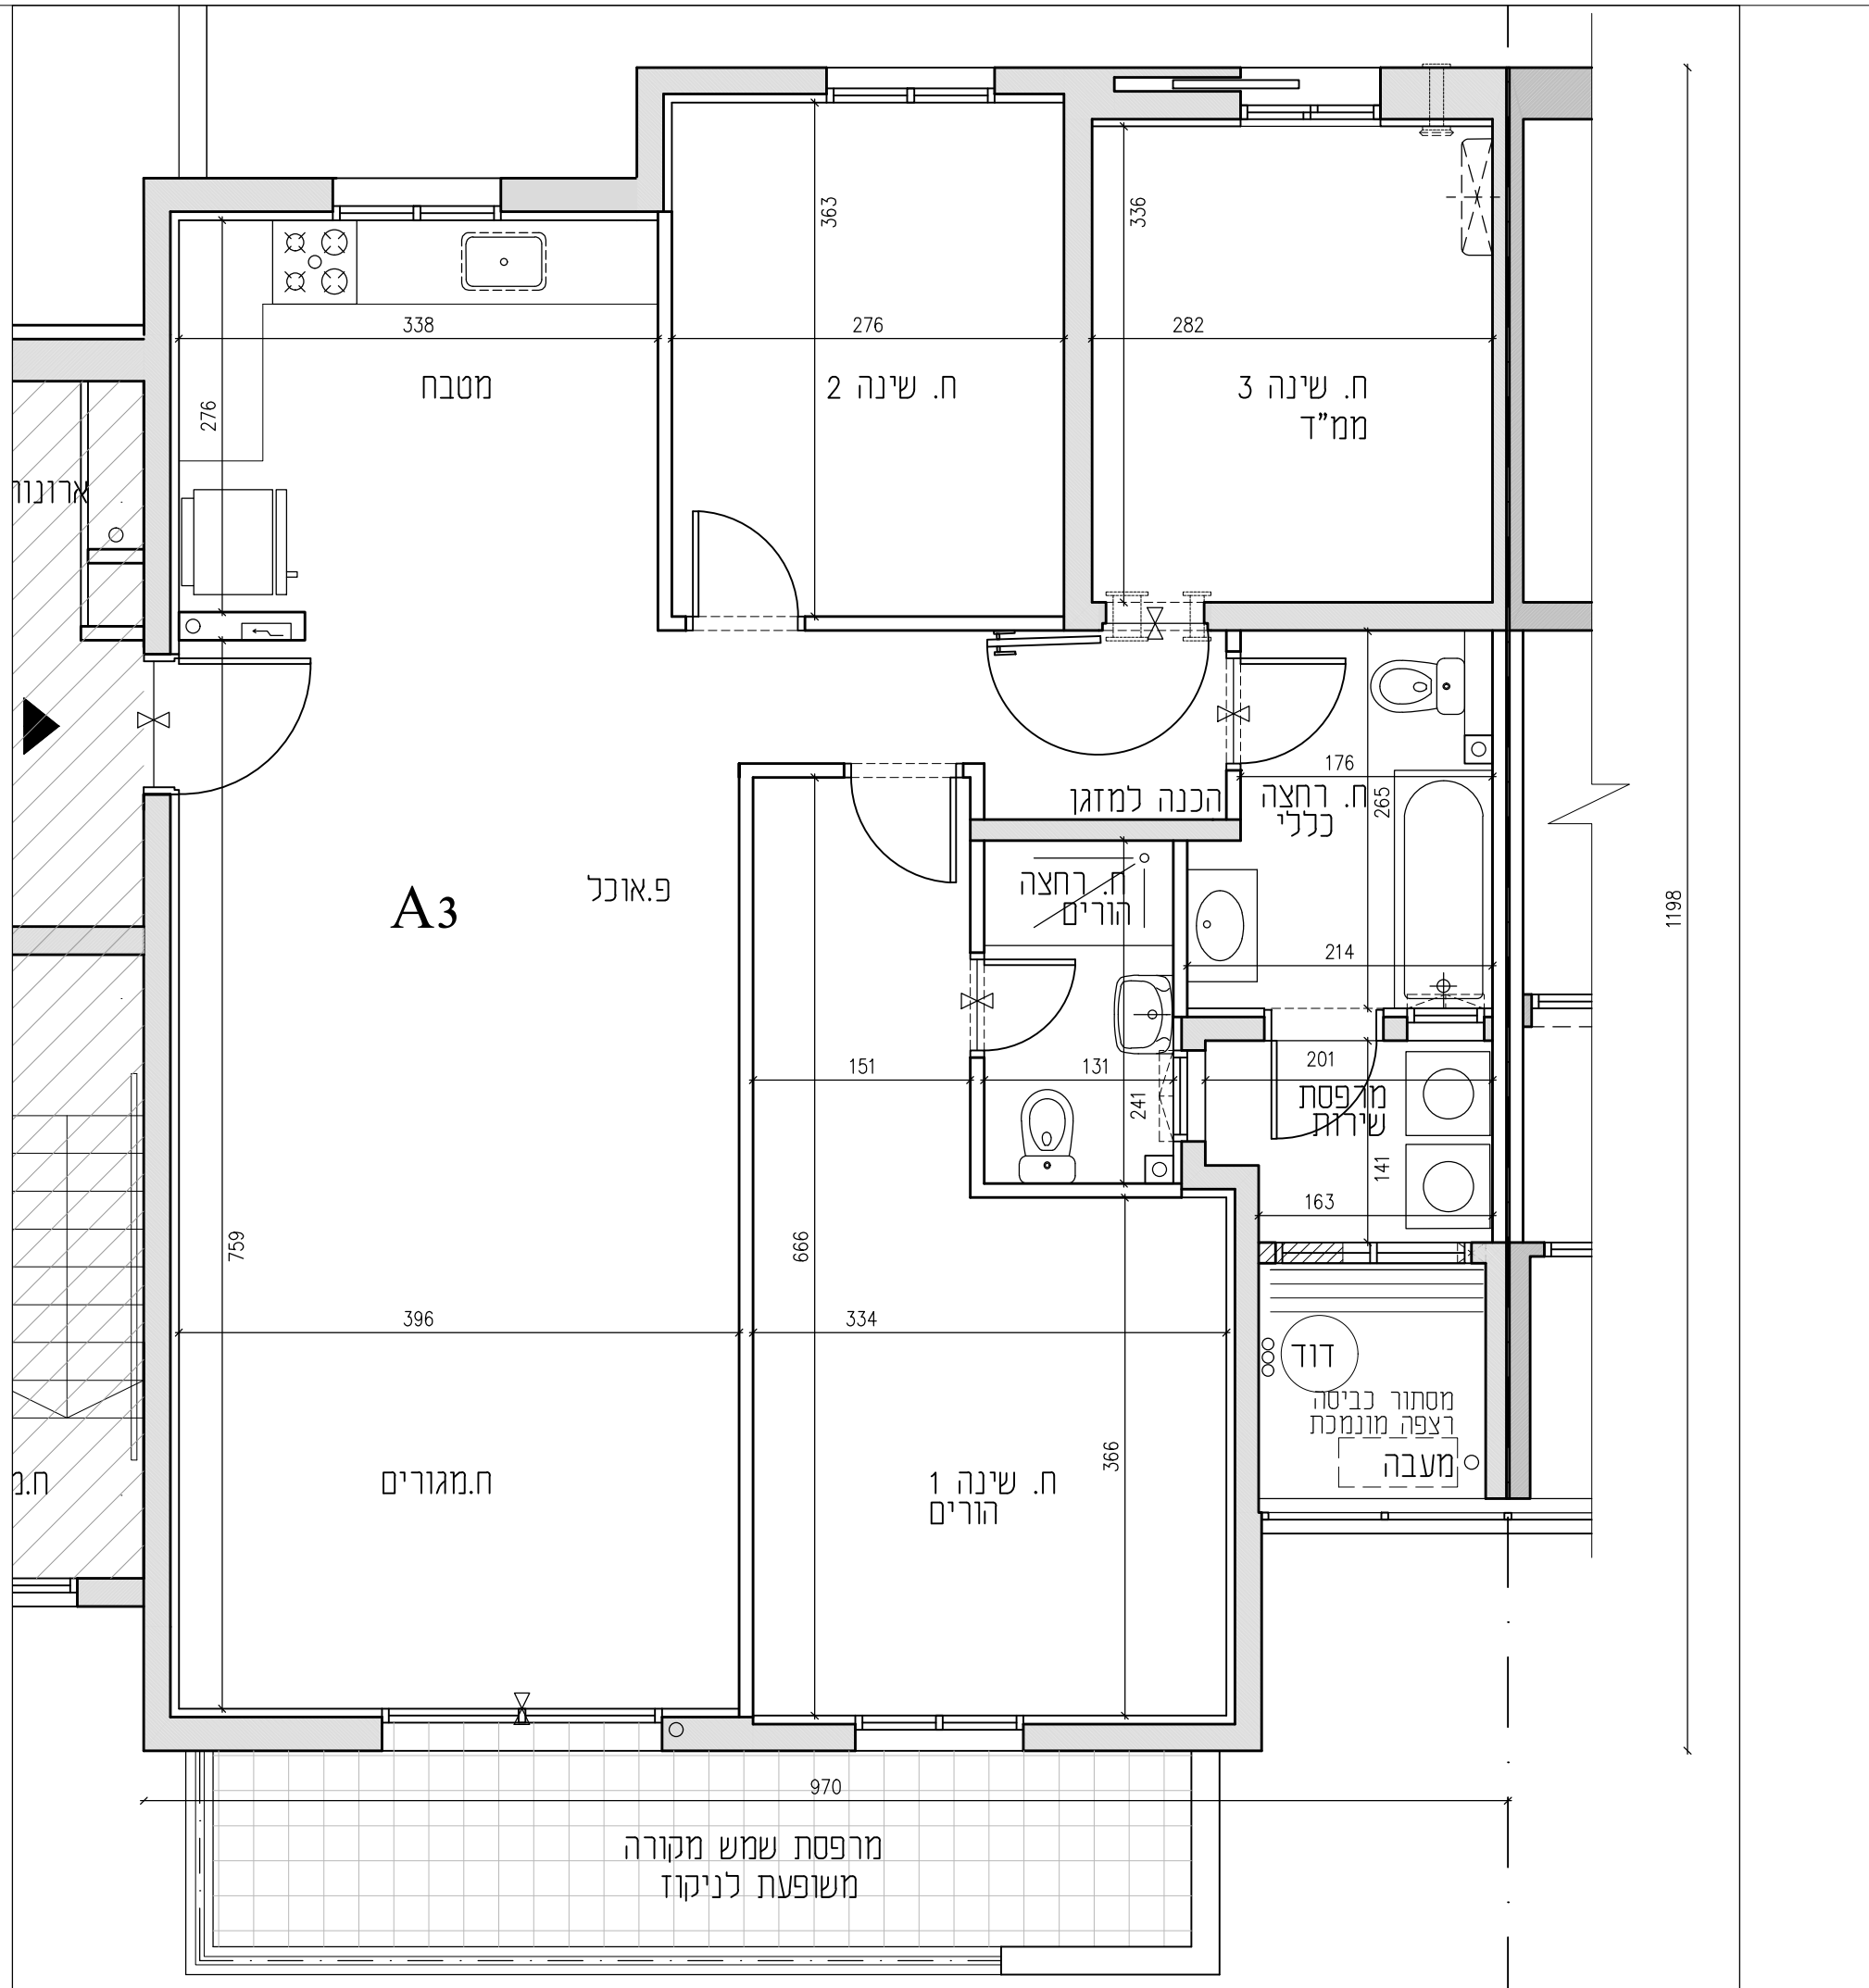 363
336
338
276
282
מטבח
ח. שינה 2
ח. שינה 3
ממ"ד
276
ארונות
176
265
הכנה למזגן
ח. רחצה
כללי
A3
פ.אוכל
ח. רחצה
הורים
1198
214
151
131
201
241
מרפסת
שירות
141
163
759
666
396
334
דוד
מסתור כביסה
רצפה מונמכת
מעבה
366
ח.מגורים
ח. שינה 1
הורים
970
מרפסת שמש מקורה
משופעת לניקוז